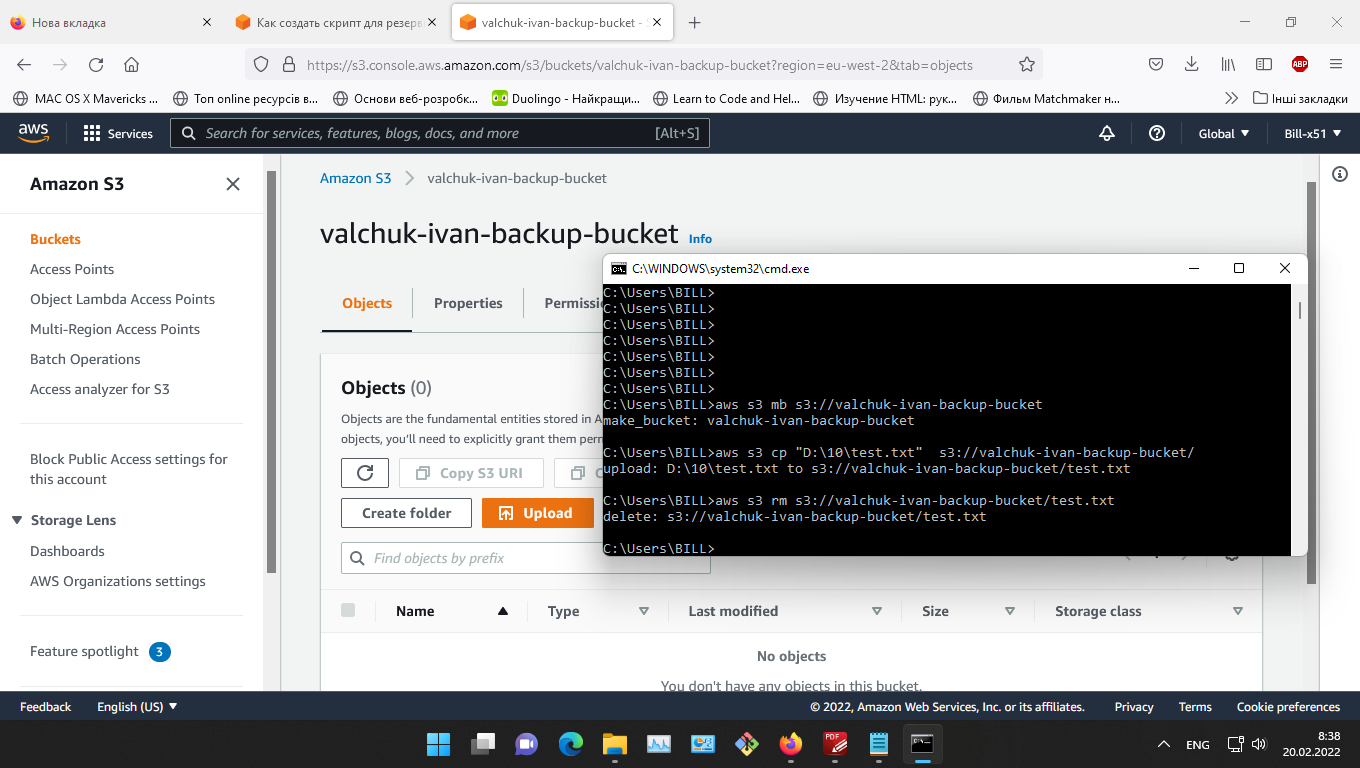 Нова вкладка
Как создать скрипт для резерв
valchuk-ivan-backup-bucket - S
https://s3.console.aws.amazon.com/s3/buckets/valchuk-ivan-backup-bucket?region=eu-west-2&tab=objects
ABP
MAC OS X Mavericks ...
Топ online ресурсів в...
Основи веб-розробк...
Duolingo - Найкращи...
Learn to Code and Hel...
Изучение HTML: рук...
Фильм Matchmaker н...
Інші закладки
aws
Services
Search for services, features, blogs, docs, and more
[Alt+S]
Global
Bill-x51
Amazon S3
Buckets
Access Points
Object Lambda Access Points
Multi-Region Access Points
Batch Operations
Access analyzer for S3
Block Public Access settings for
this account
Storage Lens
Dashboards
AWS Organizations settings
Feature spotlight 3
Amazon S3 > valchuk-ivan-backup-bucket
valchuk-ivan-backup-bucket Info
Objects
Properties
Permissio
Objects (0)
Objects are the fundamental entities stored in A
objects, you'll need to explicitly grant them perm
Copy S3 URI
C
Create folder
Upload
Find objects by prefix
Name
Type
Last modified
Size
Storage class
No objects
You don't have any objects in this bucket.
C:\WINDOWS\system32\cmd.exe
C:\Users\BILL>
C:\Users\BILL>
C:\Users\BILL>
C:\Users\BILL>
C:\Users\BILL>
C:\Users\BILL>
C:\Users\BILL>
C:\Users\BILL>aws s3 mb s3://valchuk-ivan-backup-bucket
make_bucket: valchuk-ivan-backup-bucket
C:\Users\BILL>aws s3 cp "D:\10\test.txt"  s3://valchuk-ivan-backup-bucket/
upload: D:\10\test.txt to s3://valchuk-ivan-backup-bucket/test.txt
C:\Users\BILL>aws s3 rm s3://valchuk-ivan-backup-bucket/test.txt
delete: s3://valchuk-ivan-backup-bucket/test.txt
C:\Users\BILL>
Feedback
English (US)
© 2022, Amazon Web Services, Inc. or its affiliates.
Privacy
Terms
Cookie preferences
PDF
ENG
8:38
20.02.2022